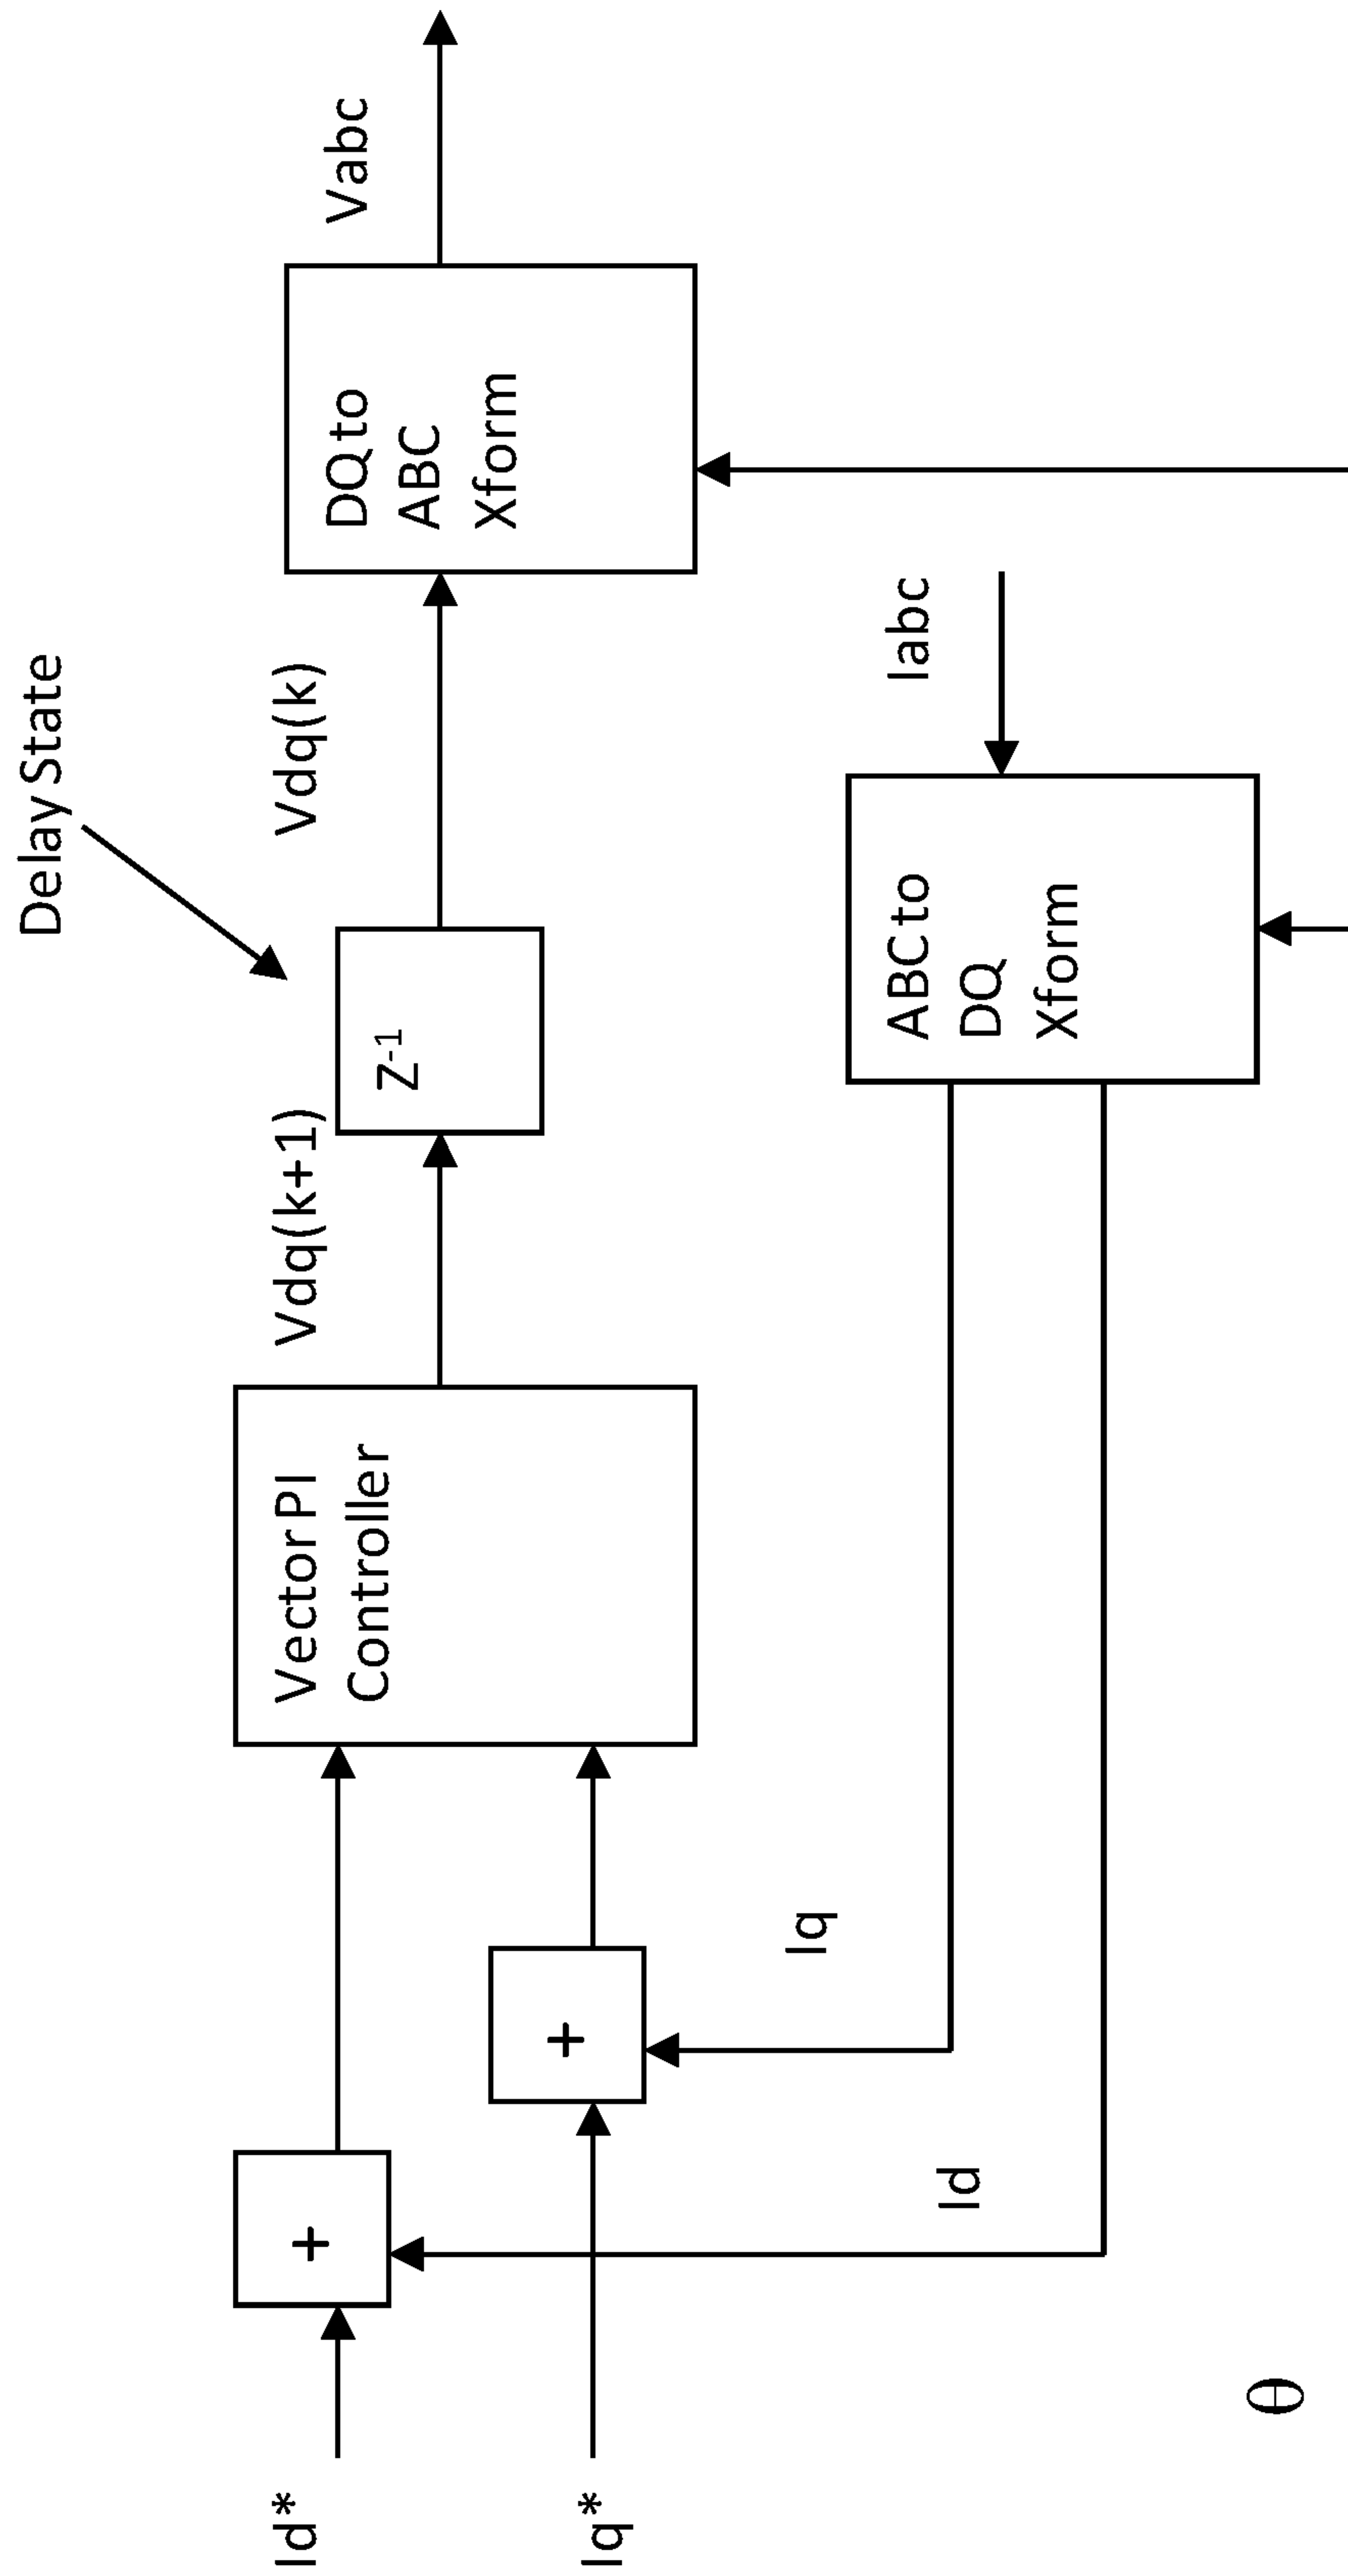 Delay State
Id*
+
Vector PI
Controller
Vdq(k+1)
Z-1
Vdq(k)
DQ to
ABC
Xform
Vabc
Iq*
+
Iq
Id
ABC to
DQ
Xform
Iabc
θ